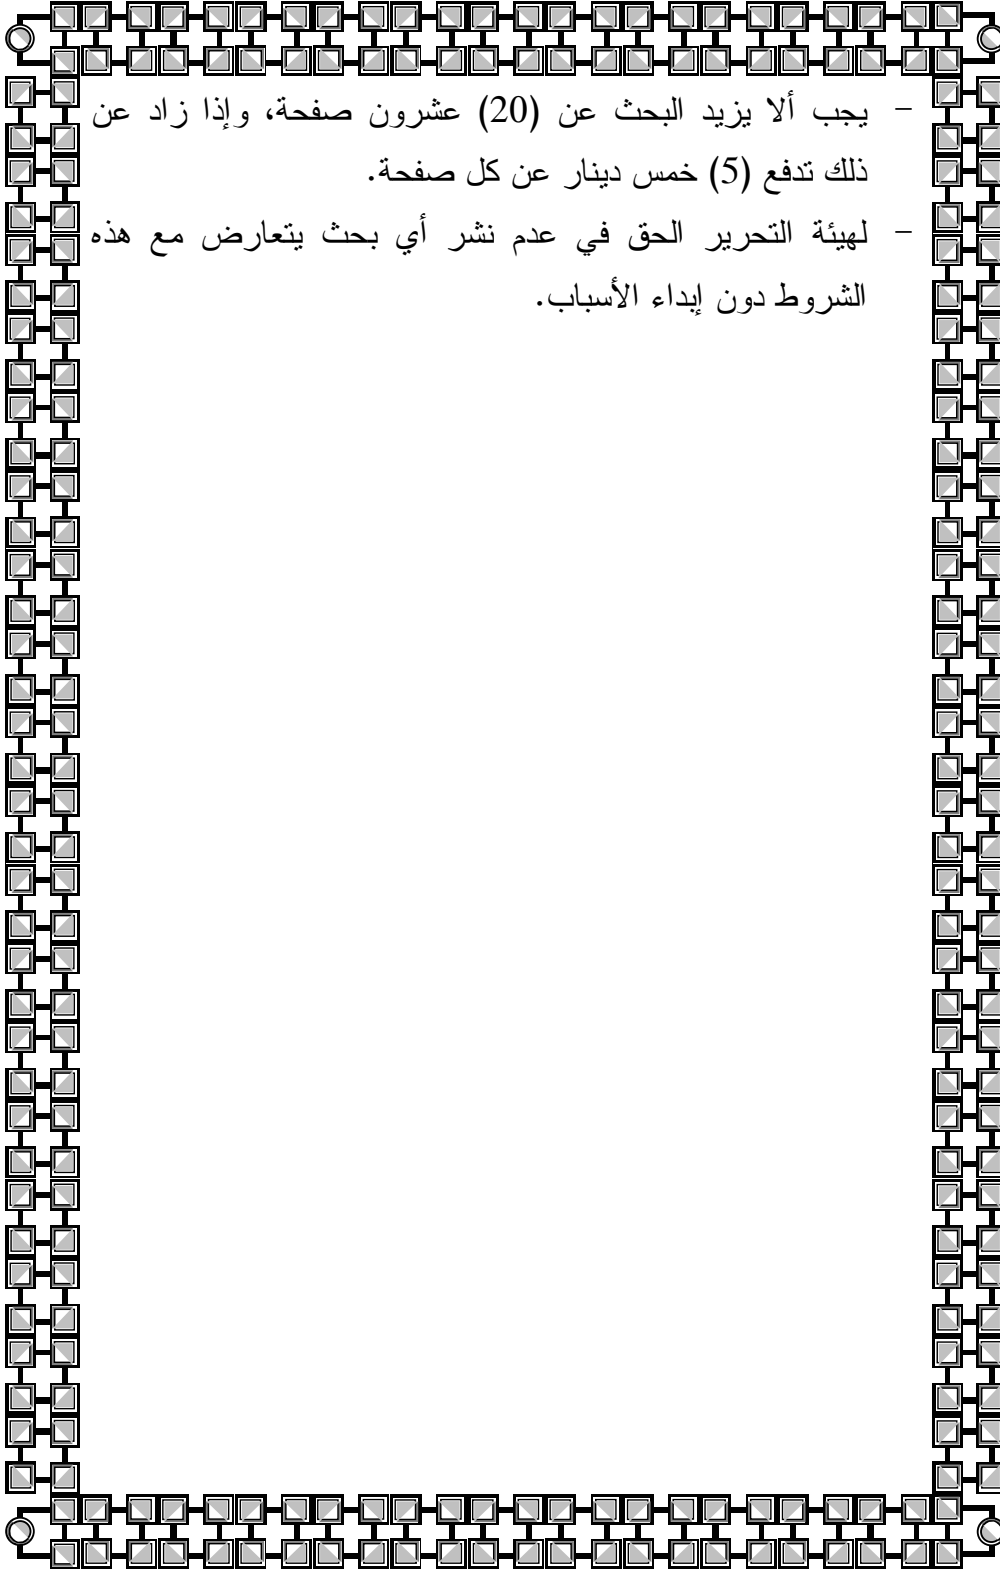 - يجب ألا يزيد البحث عن (20) عشرون صفحة، وإذا زاد عن
ذلك تدفع (5) خمس دينار عن كل صفحة.
- لهيئة التحرير الحق في عدم نشر أي بحث يتعارض مع هذه
الشروط دون إبداء الأسباب.